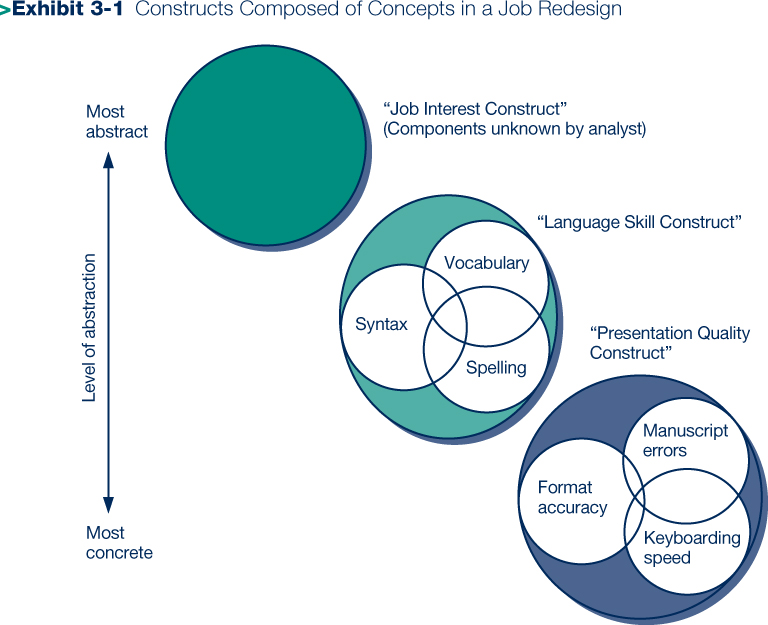 >Exhibit 3-1 Constructs Composed of Concepts in a Job Redesign
Most
abstract
“Job Interest Construct”
(Components unknown by analyst)
“Language Skill Construct”
Vocabulary
Syntax
Spelling
Level of abstraction
“Presentation Quality
Construct”
Manuscript
errors
Format
accuracy
Keyboarding
speed
Most
concrete